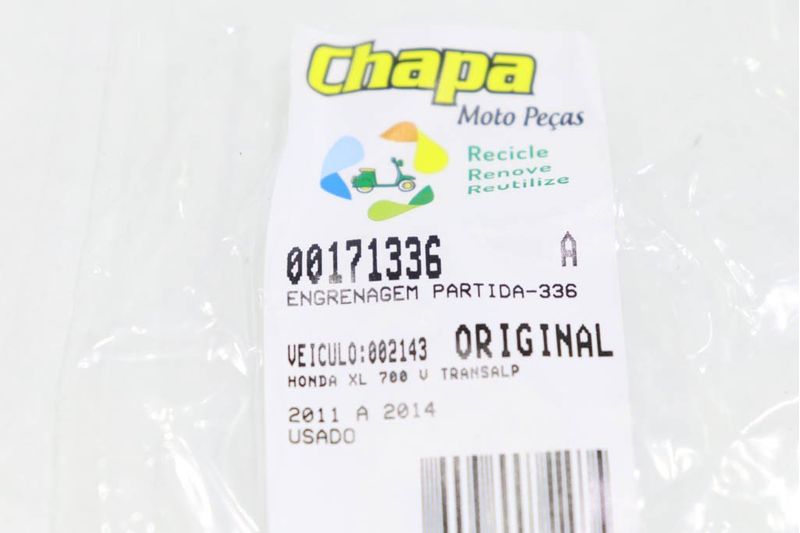 Chapa
Moto Peças
Recicle
Renove
Reutilize
00171336 A
ENGRENAGEM PARTIDA-336
VEICULO:002143 ORIGINAL
HONDA XL 700 V TRANSALP
2011 A 2014
USADO